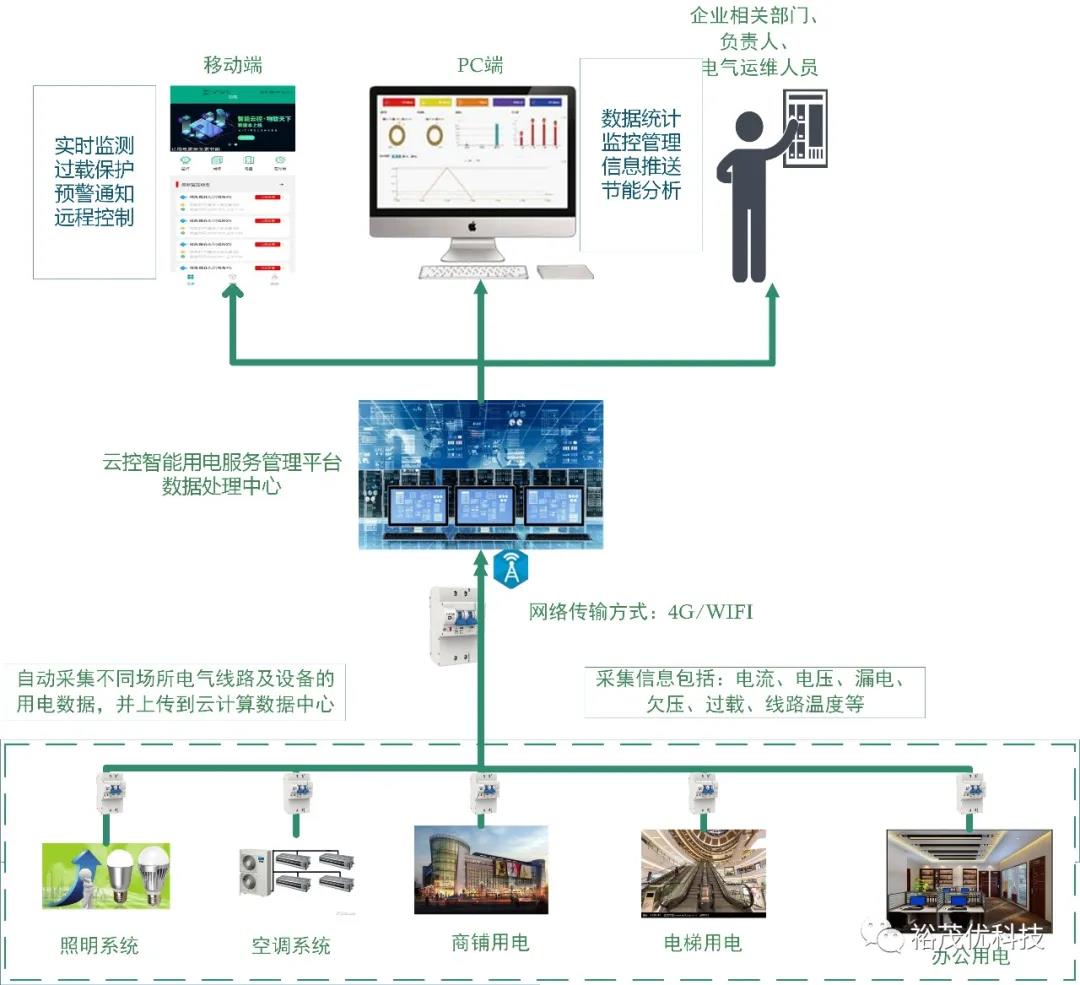 企业相关部门、
负责人、
电气运维人员
移动端
PC端
实时监测
过载保护
预警通知
远程控制
智能云控·物联天下
数据统计
监控管理
信息推送
节能分析
云控智能用电服务管理平台
数据处理中心
网络传输方式：4G/WIFI
自动采集不同场所电气线路及设备的
用电数据，并上传到云计算数据中心
采集信息包括：电流、电压、漏电、
欠压、过载、线路温度等
照明系统
空调系统
商铺用电
电梯用电
办公用电
裕茂优科技